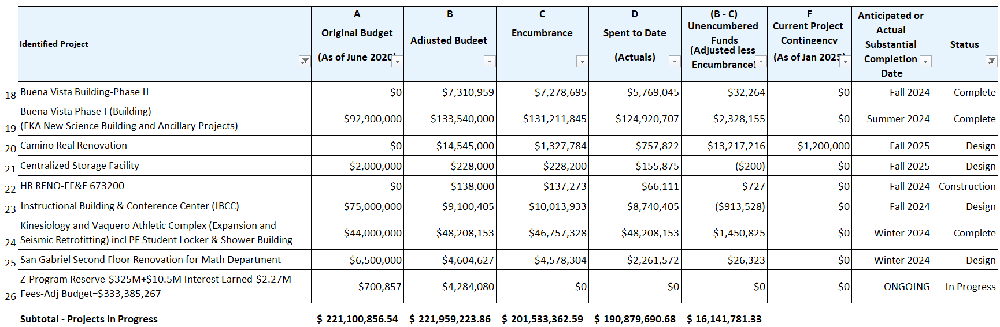 A B C D (B - C) F Anticipated or
Original Budget Adjusted Budget Encumbrance Spent to Date Unencumbered Current Project Actual
Identified Project Funds Contingency Substantial Status
(As of June 2020) (Actuals) (Adjusted less (As of Jan 2025) Completion
Encumbrance) Date
18 Buena Vista Building-Phase II $0 $7,310,959 $7,278,695 $5,769,045 $32,264 $0 Fall 2024 Complete
Buena Vista Phase I (Building)
19 (FKA New Science Building and Ancillary Projects) $92,900,000 $133,540,000 $131,211,845 $124,920,707 $2,328,155 $0 Summer 2024 Complete
20 Camino Real Renovation $0 $14,545,000 $1,327,784 $757,822 $13,217,216 $1,200,000 Fall 2025 Design
21 Centralized Storage Facility $2,000,000 $228,000 $228,200 $155,875 ($200) $0 Fall 2025 Design
22 HR RENO-FF&E 673200 $0 $138,000 $137,273 $66,111 $727 $0 Fall 2024 Construction
23 Instructional Building & Conference Center (IBCC) $75,000,000 $9,100,405 $10,013,933 $8,740,405 ($913,528) $0 Fall 2024 Design
Kinesiology and Vaquero Athletic Complex (Expansion and
24 Seismic Retrofitting) incl PE Student Locker & Shower Building $44,000,000 $48,208,153 $46,757,328 $48,208,153 $1,450,825 $0 Winter 2024 Complete
25 San Gabriel Second Floor Renovation for Math Department $6,500,000 $4,604,627 $4,578,304 $2,261,572 $26,323 $0 Winter 2024 Design
Z-Program Reserve-$325M+$10.5M Interest Earned-$2.27M
26 Fees-Adj Budget=$333,385,267 $700,857 $4,284,080 $0 $0 $0 $0 ONGOING In Progress
Subtotal - Projects in Progress $ 221,100,856.54 $ 221,959,223.86 $ 201,533,362.59 $ 190,879,690.68 $ 16,141,781.33